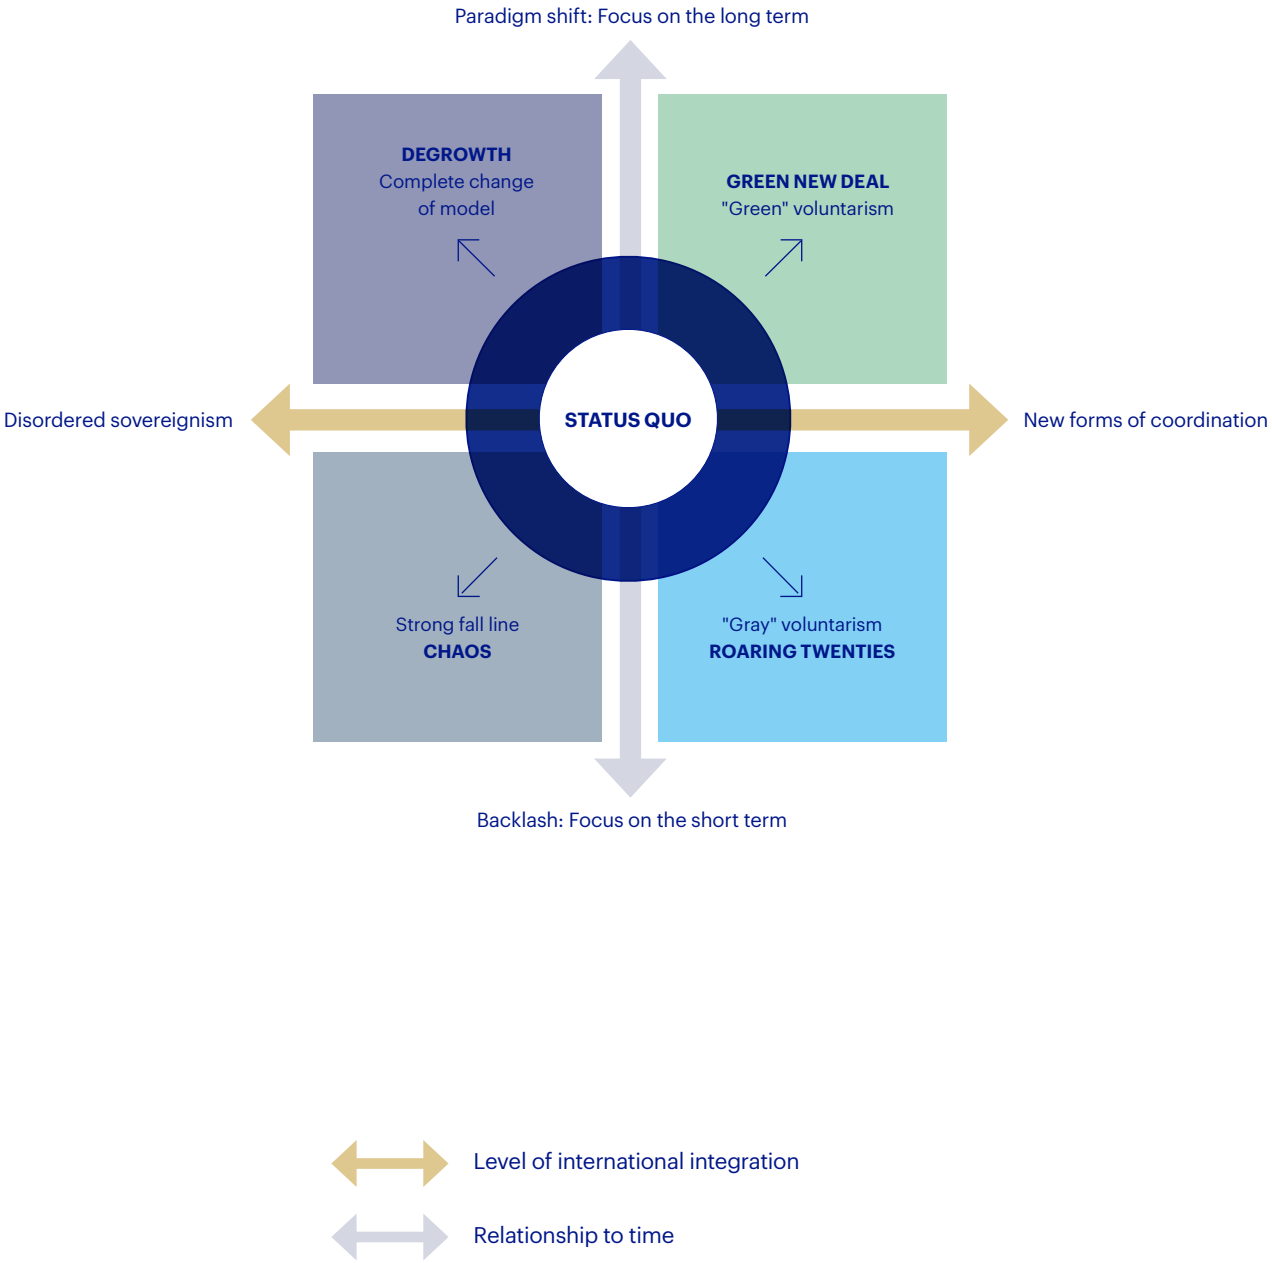 Paradigm shift: Focus on the long term
DEGROWTH
Complete change
of model
GREEN NEW DEAL
"Green" voluntarism
Disordered sovereignism
STATUS QUO
New forms of coordination
Strong fall line
CHAOS
"Gray" voluntarism
ROARING TWENTIES
Backlash: Focus on the short term
Level of international integration
Relationship to time